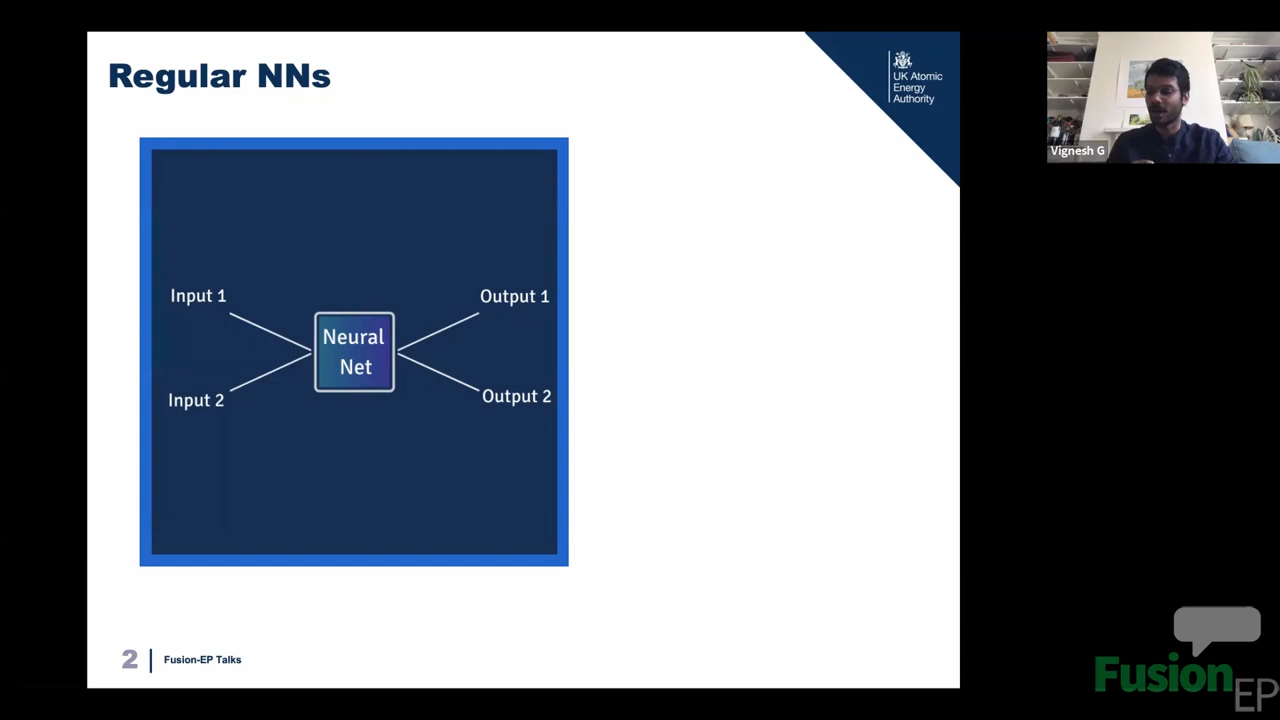 Regular NNs
UK Atomic
Energy
Authority
Vignesh G
Input 1
Output 1
Neural
Net
Input 2
Output 2
2
Fusion-EP Talks
Fusion
EP